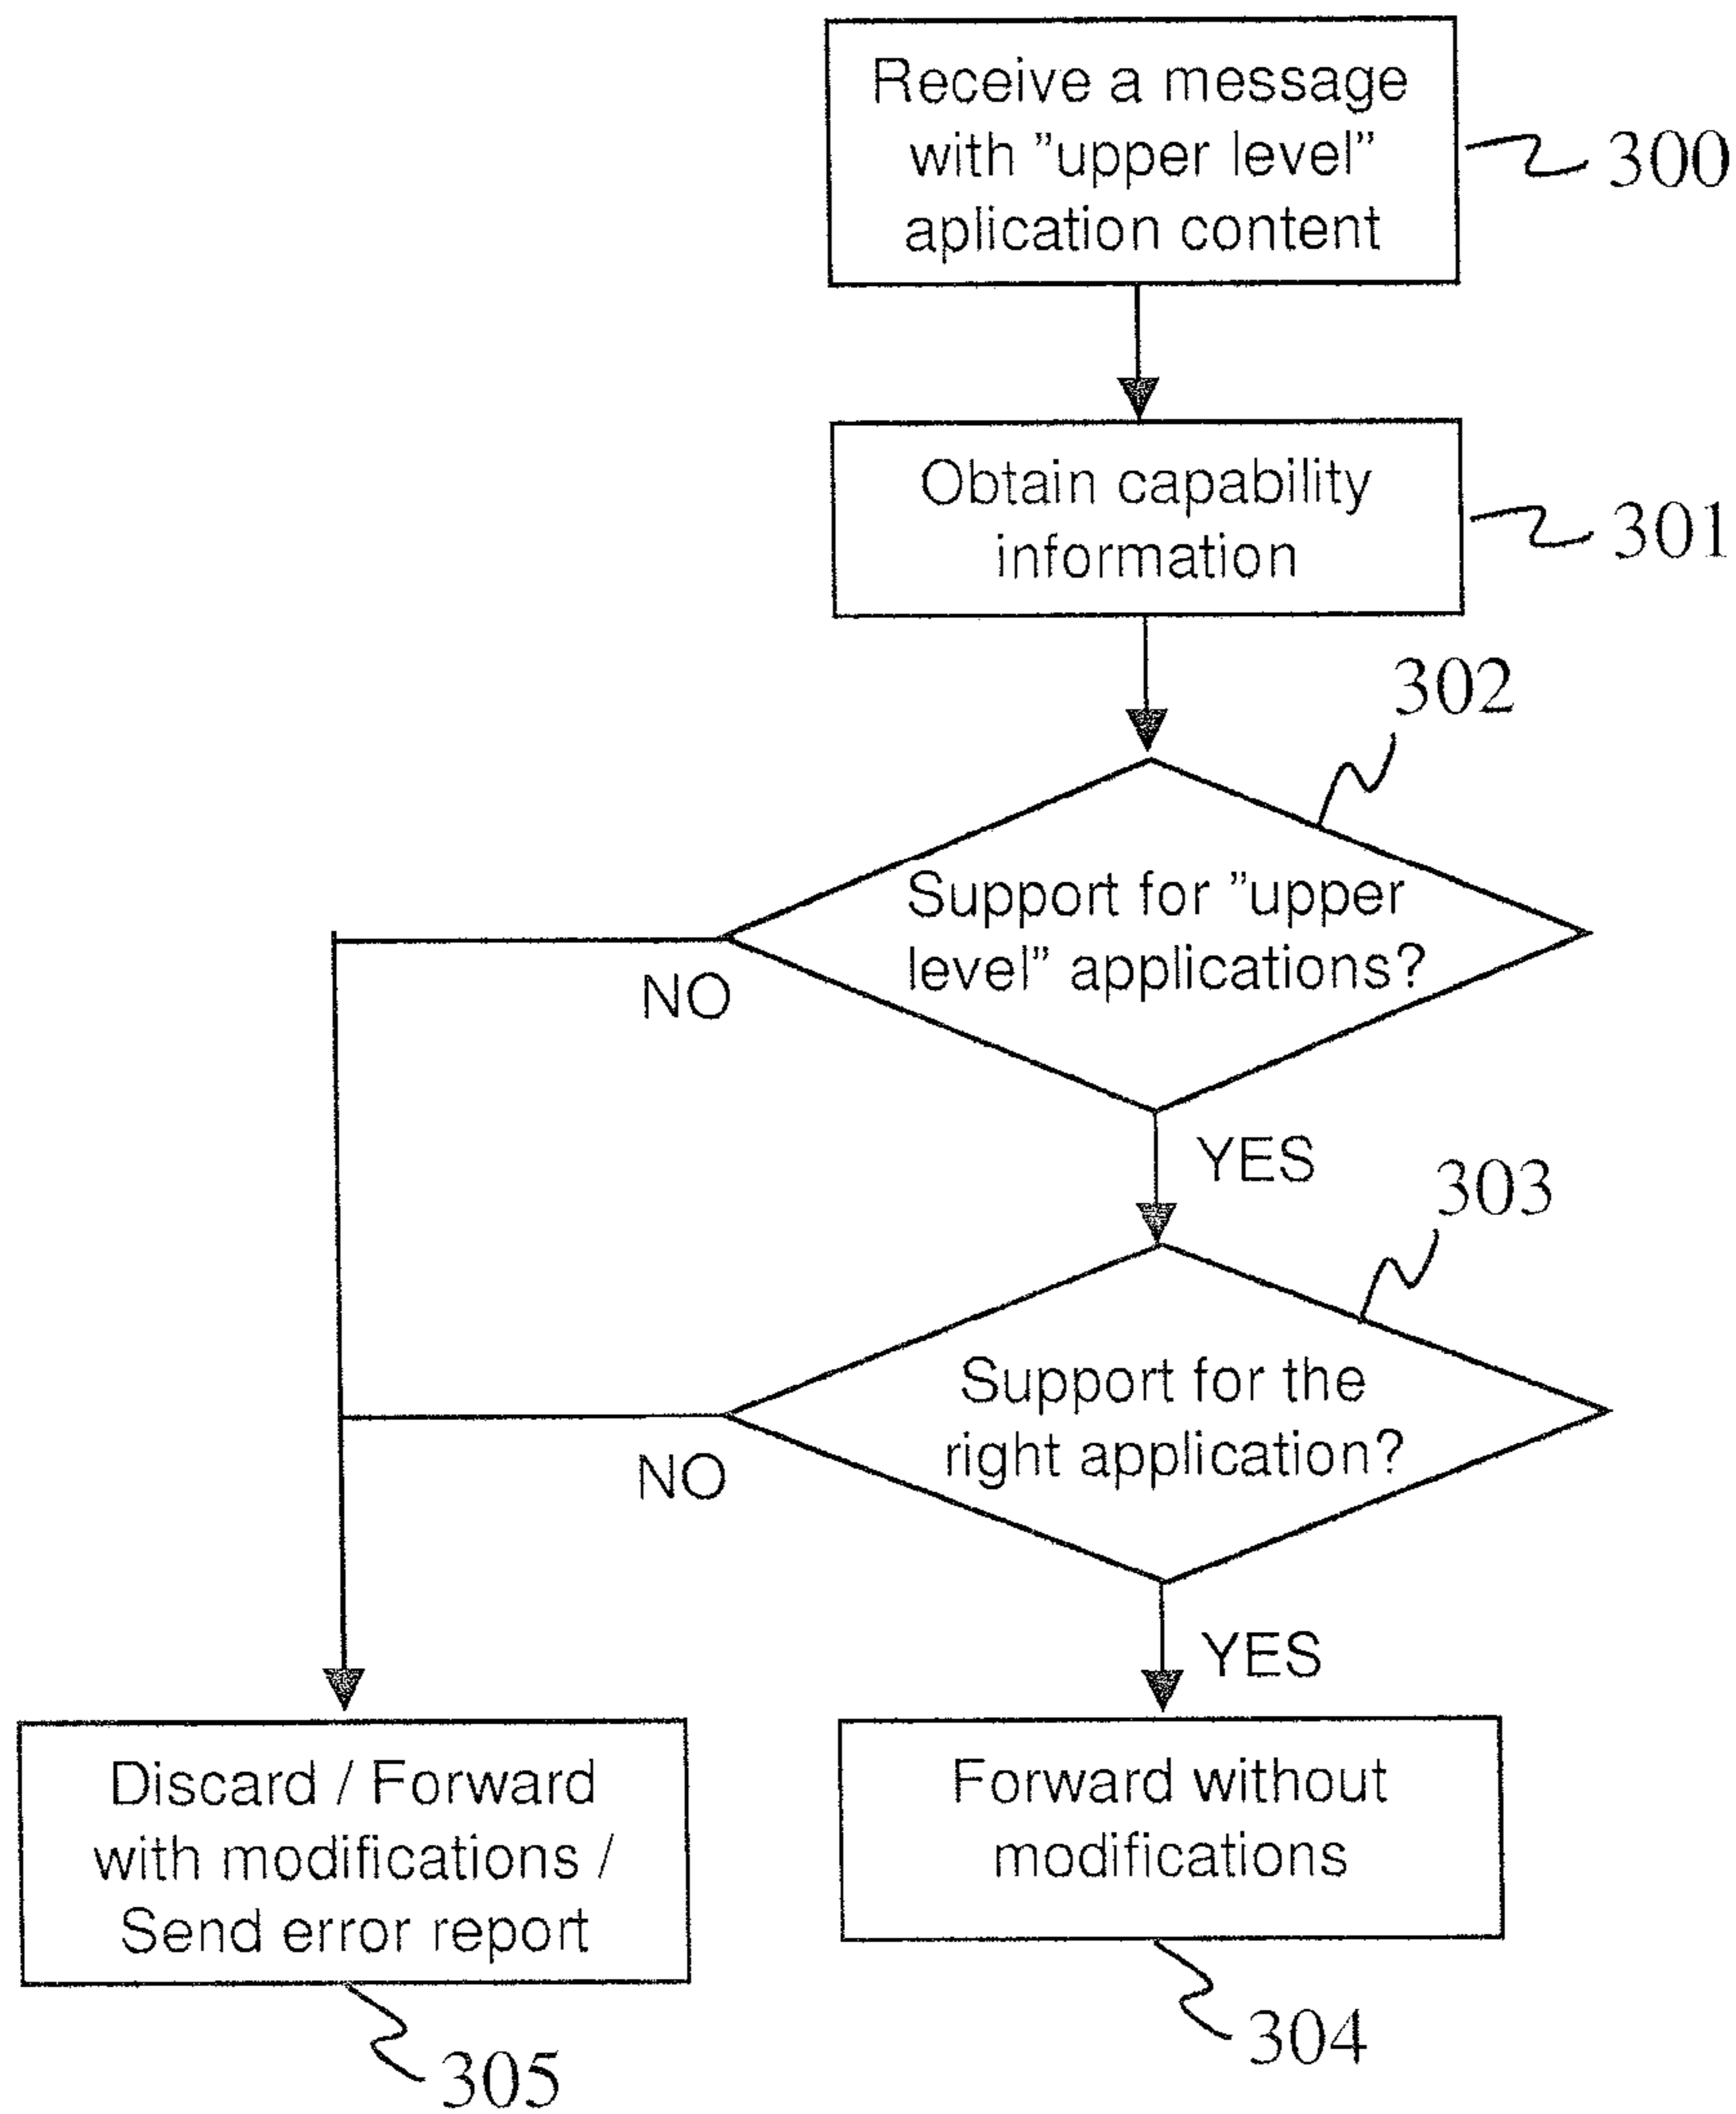 Receive a message
with ”upper level”
aplication content
300
Obtain capability
information
301
302
Support for ”upper
level” applications?
NO
YES
303
Support for the
right application?
NO
YES
Discard / Forward
with modifications /
Send error report
305
Forward without
modifications
304